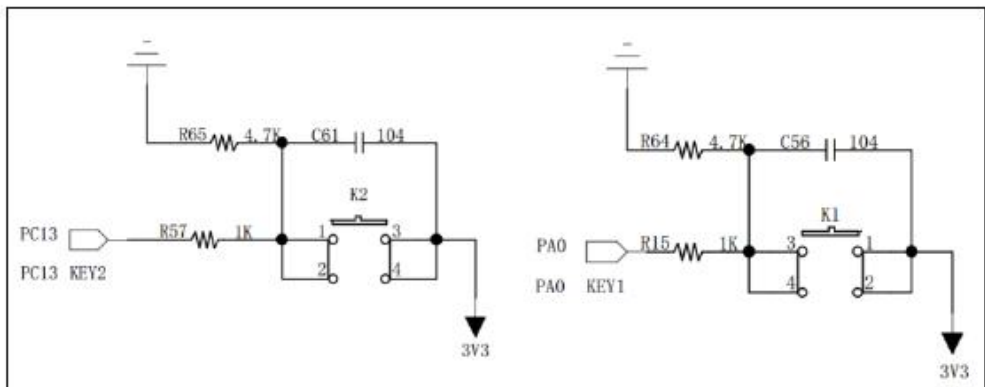 R65 4.7K C61 104
K2
PC13 R57 1K 1 3
2 4
PC13 KEY2
3V3
R64 4.7K C56 104
K1
PA0 R15 1K 3 1
4 2
PA0 KEY1
3V3